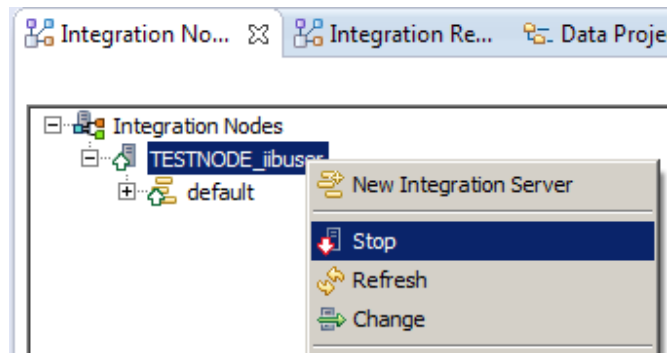 Integration No... Integration Re... Data Proje
Integration Nodes
TESTNODE_iibuser
default
New Integration Server
Stop
Refresh
Change